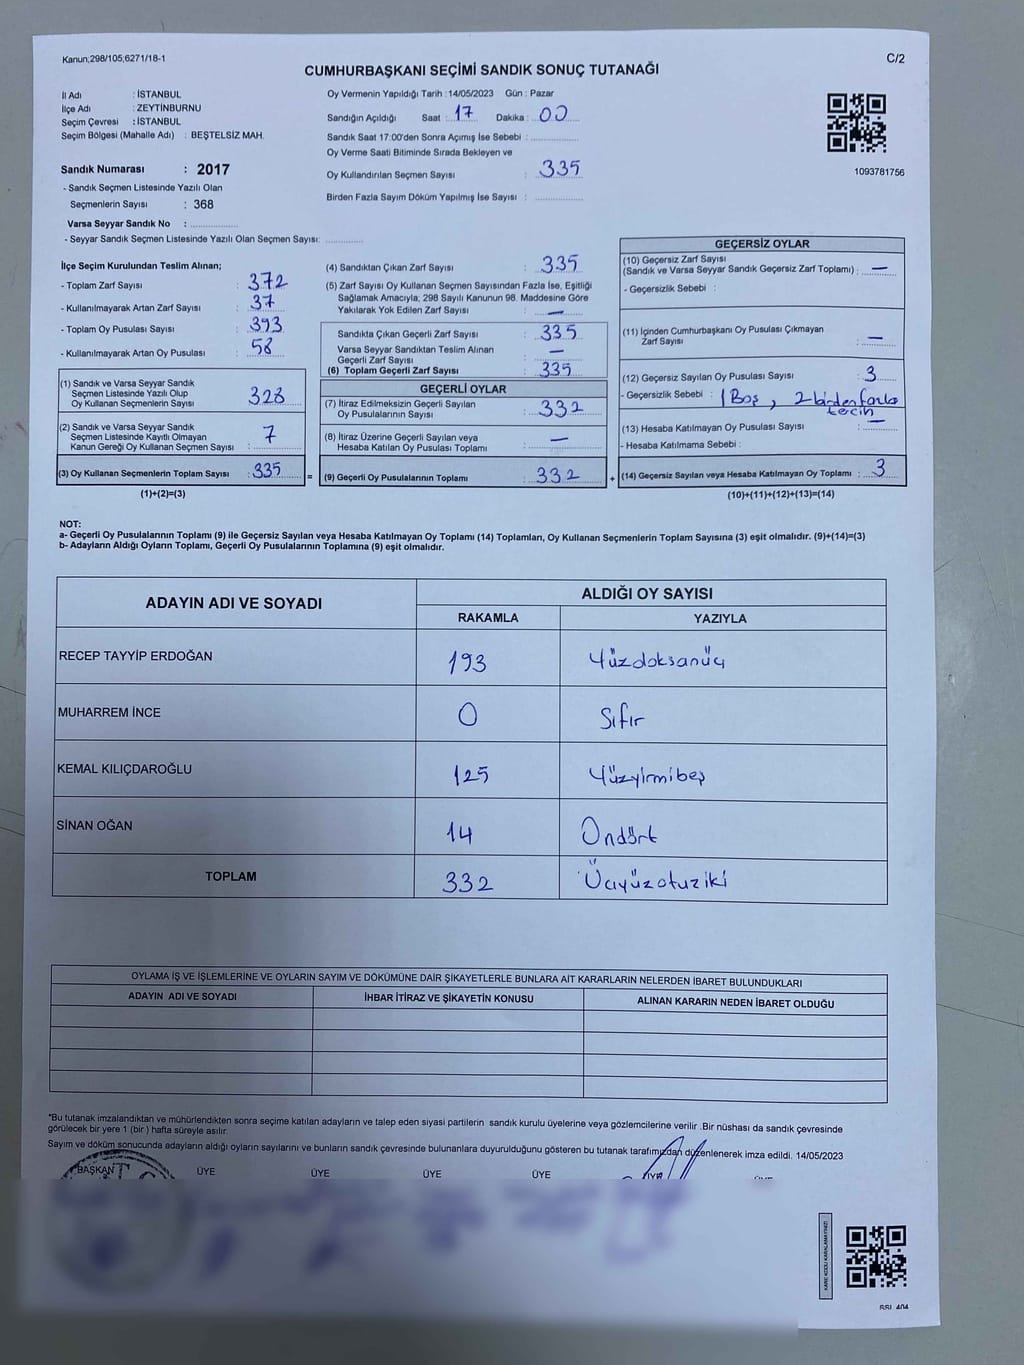 Kanun;298/105;6271/18-1
C/2
CUMHURBAŞKANI SEÇİMİ SANDIK SONUÇ TUTANAĞI
İl Adı : İSTANBUL
İlçe Adı : ZEYTİNBURNU
Seçim Çevresi : İSTANBUL
Seçim Bölgesi (Mahalle Adı) : BEŞTELSİZ MAH.
Sandık Numarası : 2017
- Sandık Seçmen Listesinde Yazılı Olan
Seçmenlerin Sayısı : 368
Varsa Seyyar Sandık No :
- Seyyar Sandık Seçmen Listesinde Yazılı Olan Seçmen Sayısı:
Oy Vermenin Yapıldığı Tarih : 14/05/2023 Gün : Pazar
Sandığın Açıldığı Saat : 17 Dakika : 00
Sandık Saat 17:00'den Sonra Açımış İse Sebebi :
Oy Verme Saati Bitiminde Sırada Bekleyen ve
Oy Kullandırılan Seçmen Sayısı : 335
Birden Fazla Sayım Döküm Yapılmış İse Sayısı :
1093781756
İlçe Seçim Kurulundan Teslim Alınan;
- Toplam Zarf Sayısı : 372
- Kullanılmayarak Artan Zarf Sayısı : 37
- Toplam Oy Pusulası Sayısı : 393
- Kullanılmayarak Artan Oy Pusulası : 58
(1) Sandık ve Varsa Seyyar Sandık
Seçmen Listesinde Yazılı Olup
Oy Kullanan Seçmenlerin Sayısı : 328
(2) Sandık ve Varsa Seyyar Sandık
Seçmen Listesinde Kayıtlı Olmayan
Kanun Gereği Oy Kullanan Seçmen Sayısı : 7
(3) Oy Kullanan Seçmenlerin Toplam Sayısı : 335 =
(1)+(2)=(3)
(4) Sandıktan Çıkan Zarf Sayısı : 335
(5) Zarf Sayısı Oy Kullanan Seçmen Sayısından Fazla İse, Eşitliği
Sağlamak Amacıyla; 298 Sayılı Kanunun 98. Maddesine Göre
Yakılarak Yok Edilen Zarf Sayısı : —
Sandıkta Çıkan Geçerli Zarf Sayısı : 335
Varsa Seyyar Sandıktan Teslim Alınan
Geçerli Zarf Sayısı : —
(6) Toplam Geçerli Zarf Sayısı : 335
GEÇERLİ OYLAR
(7) İtiraz Edilmeksizin Geçerli Sayılan
Oy Pusulalarının Sayısı : 332
(8) İtiraz Üzerine Geçerli Sayılan veya
Hesaba Katılan Oy Pusulası Toplamı : —
(9) Geçerli Oy Pusulalarının Toplamı : 332 +
GEÇERSİZ OYLAR
(10) Geçersiz Zarf Sayısı
(Sandık ve Varsa Seyyar Sandık Geçersiz Zarf Toplamı) : —
- Geçersizlik Sebebi :
(11) İçinden Cumhurbaşkanı Oy Pusulası Çıkmayan
Zarf Sayısı : —
(12) Geçersiz Sayılan Oy Pusulası Sayısı : 3
- Geçersizlik Sebebi : 1 Boş, 2 birden fazla
tercih
(13) Hesaba Katılmayan Oy Pusulası Sayısı : —
- Hesaba Katılmama Sebebi :
(14) Geçersiz Sayılan veya Hesaba Katılmayan Oy Toplamı : 3
(10)+(11)+(12)+(13)=(14)
NOT:
a- Geçerli Oy Pusulalarının Toplamı (9) ile Geçersiz Sayılan veya Hesaba Katılmayan Oy Toplamı (14) Toplamları, Oy Kullanan Seçmenlerin Toplam Sayısına (3) eşit olmalıdır. (9)+(14)=(3)
b- Adayların Aldığı Oyların Toplamı, Geçerli Oy Pusulalarının Toplamına (9) eşit olmalıdır.
ADAYIN ADI VE SOYADI ALDIĞI OY SAYISI
RAKAMLA YAZIYLA
RECEP TAYYİP ERDOĞAN 193 Yüzdoksanüç
MUHARREM İNCE 0 Sıfır
KEMAL KILIÇDAROĞLU 125 Yüzyirmibeş
SİNAN OĞAN 14 Ondört
TOPLAM 332 Üçyüzotuziki
OYLAMA İŞ VE İŞLEMLERİNE VE OYLARIN SAYIM VE DÖKÜMÜNE DAİR ŞİKAYETLERLE BUNLARA AİT KARARLARIN NELERDEN İBARET BULUNDUKLARI
ADAYIN ADI VE SOYADI İHBAR İTİRAZ VE ŞİKAYETİN KONUSU ALINAN KARARIN NEDEN İBARET OLDUĞU
*Bu tutanak imzalandıktan ve mühürlendikten sonra seçime katılan adayların ve talep eden siyasi partilerin sandık kurulu üyelerine veya gözlemcilerine verilir .Bir nüshası da sandık çevresinde
görülecek bir yere 1 (bir ) hafta süreyle asılır.
Sayım ve döküm sonucunda adayların aldığı oyların sayılarını ve bunların sandık çevresinde bulunanlara duyurulduğunu gösteren bu tutanak tarafımızdan düzenlenerek imza edildi. 14/05/2023
BAŞKAN ÜYE ÜYE ÜYE ÜYE ÜYE ÜYE